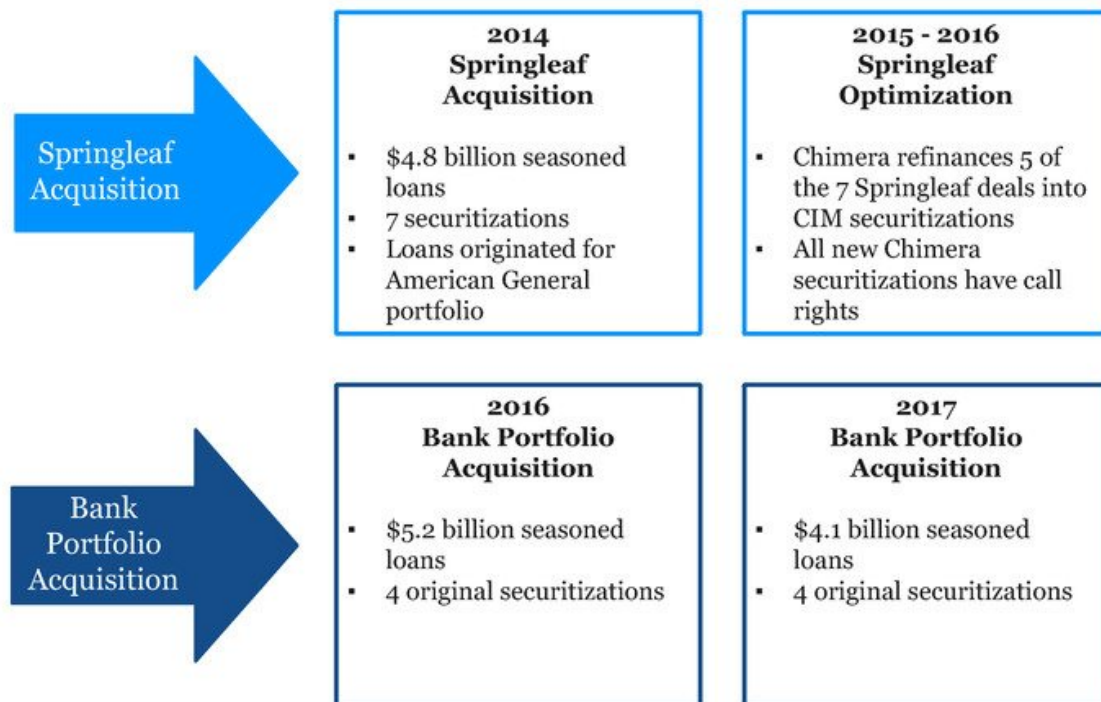 Springleaf
Acquisition
2014
Springleaf
Acquisition
▪ $4.8 billion seasoned
loans
▪ 7 securitizations
▪ Loans originated for
American General
portfolio
2015 - 2016
Springleaf
Optimization
▪ Chimera refinances 5 of
the 7 Springleaf deals into
CIM securitizations
▪ All new Chimera
securitizations have call
rights
Bank
Portfolio
Acquisition
2016
Bank Portfolio
Acquisition
▪ $5.2 billion seasoned
loans
▪ 4 original securitizations
2017
Bank Portfolio
Acquisition
▪ $4.1 billion seasoned
loans
▪ 4 original securitizations